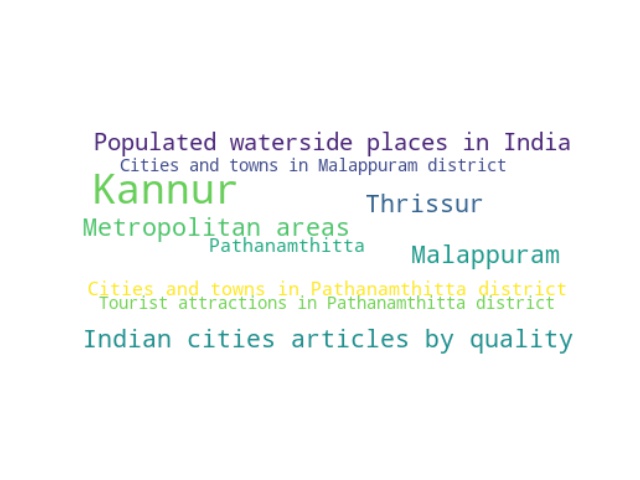 Populated waterside places in India
Cities and towns in Malappuram district
Kannur
Thrissur
Metropolitan areas
Pathanamthitta
Malappuram
Cities and towns in Pathanamthitta district
Tourist attractions in Pathanamthitta district
Indian cities articles by quality